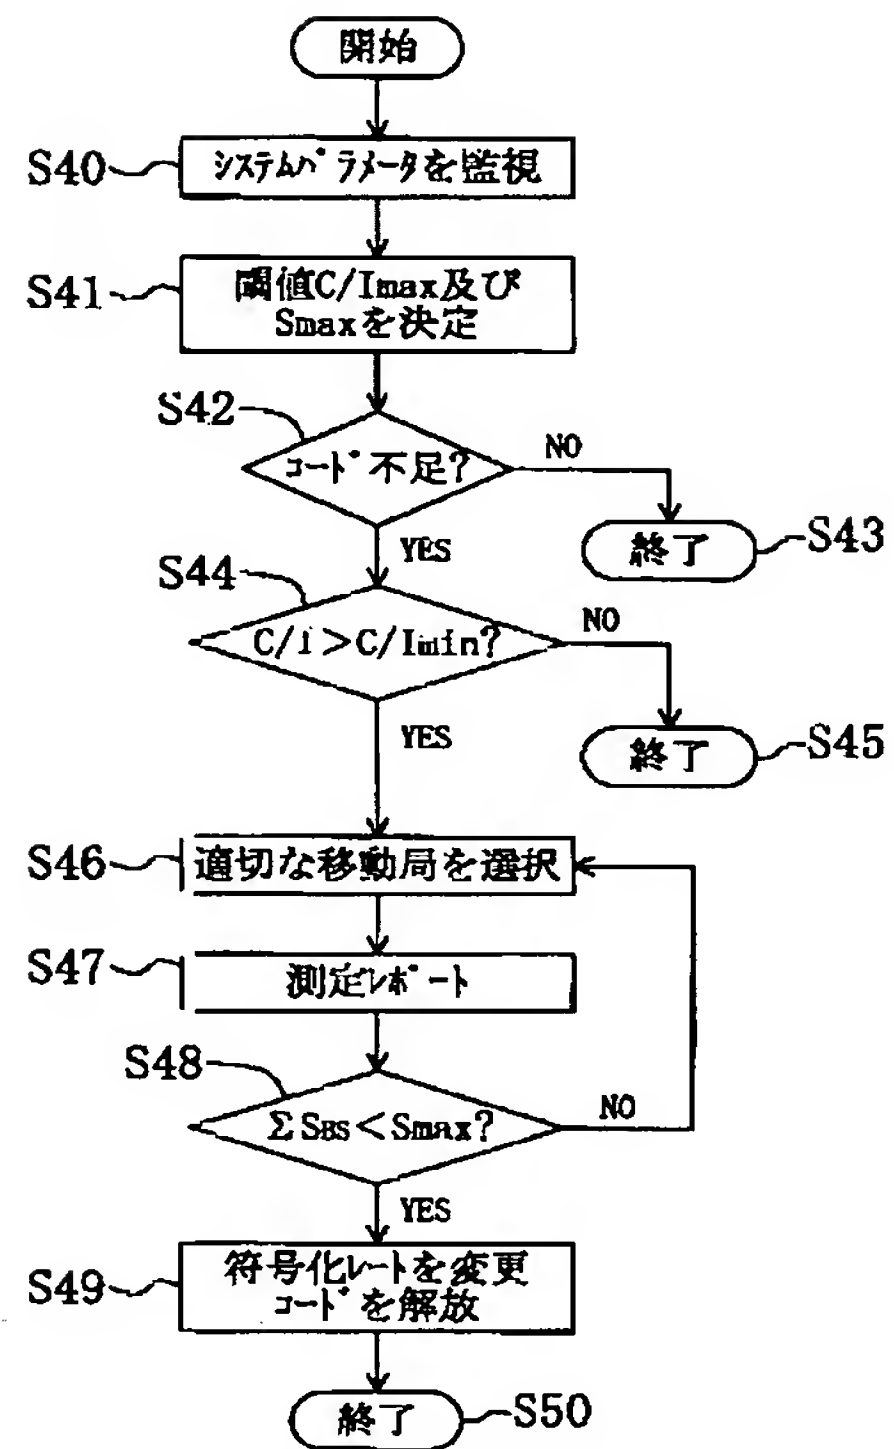 開始
S40
システムパラメータを監視
S41
閾値C/Imax及び
Smaxを決定
S42
コード不足?
NO
S43
終了
YES
S44
C/I>C/Imin?
NO
S45
終了
YES
S46
適切な移動局を選択
S47
測定レポート
S48
ΣSBS<Smax?
NO
YES
S49
符号化レートを変更
コードを解放
終了
S50